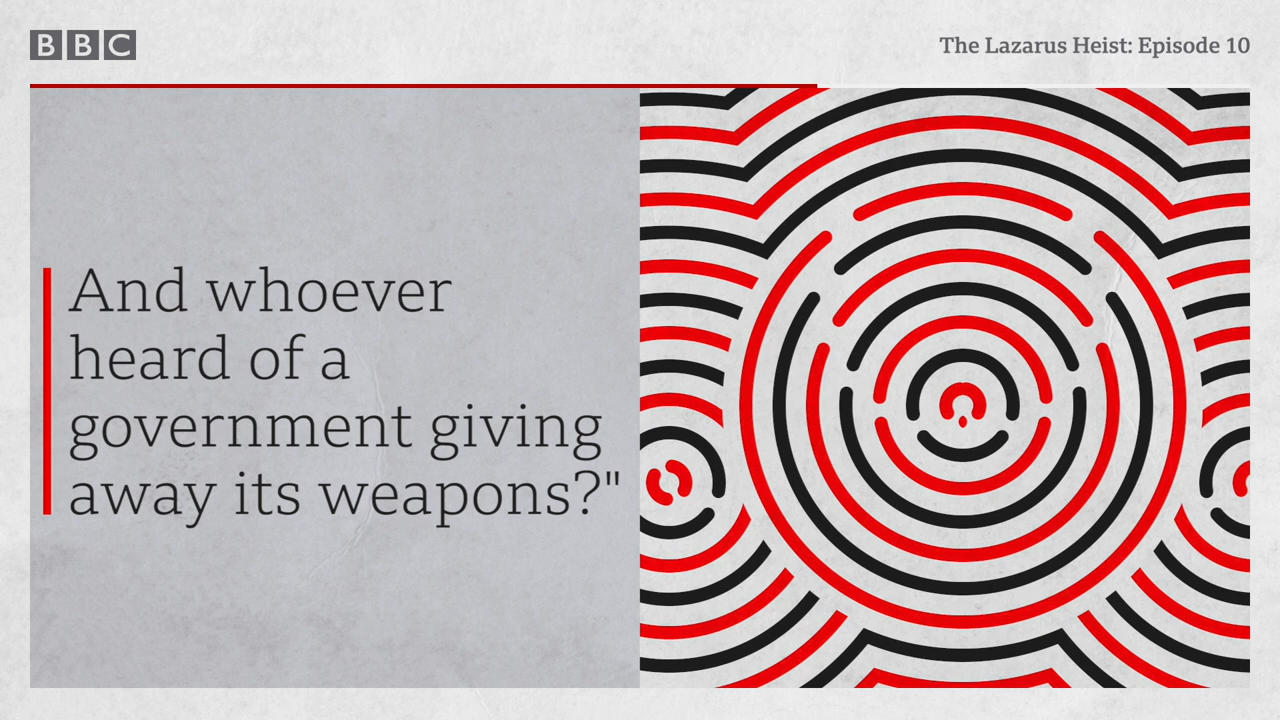 BBC
The Lazarus Heist: Episode 10
And whoever
heard of a
government giving
away its weapons?"